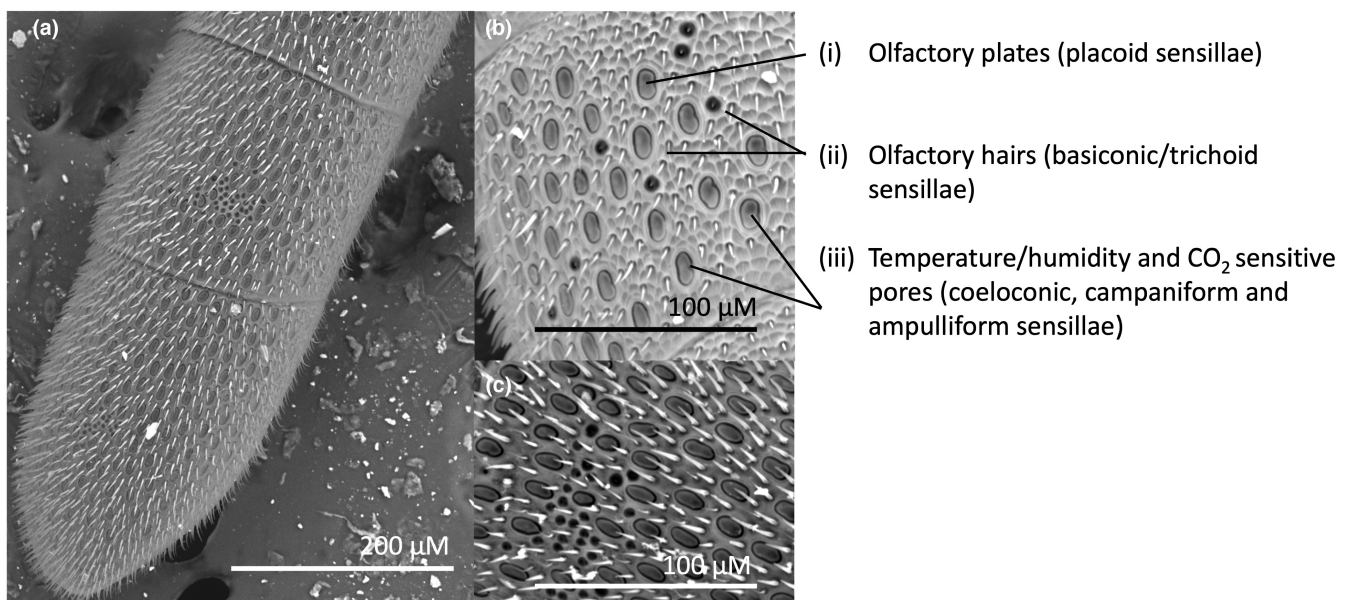 (a)
200 μM
(b)
100 μM
(c)
100 μM
(i) Olfactory plates (placoid sensillae)
(ii) Olfactory hairs (basiconic/trichoid
sensillae)
(iii) Temperature/humidity and CO₂ sensitive
pores (coeloconic, campaniform and
ampulliform sensillae)